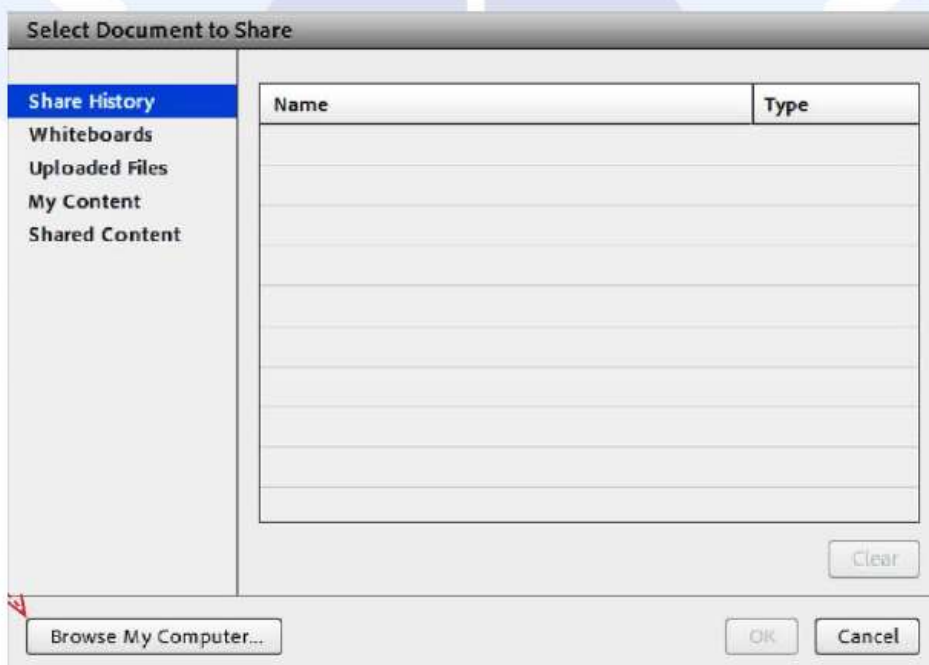 Select Document to Share
Share History
Whiteboards
Uploaded Files
My Content
Shared Content
Name Type
Clear
Browse My Computer... OK Cancel